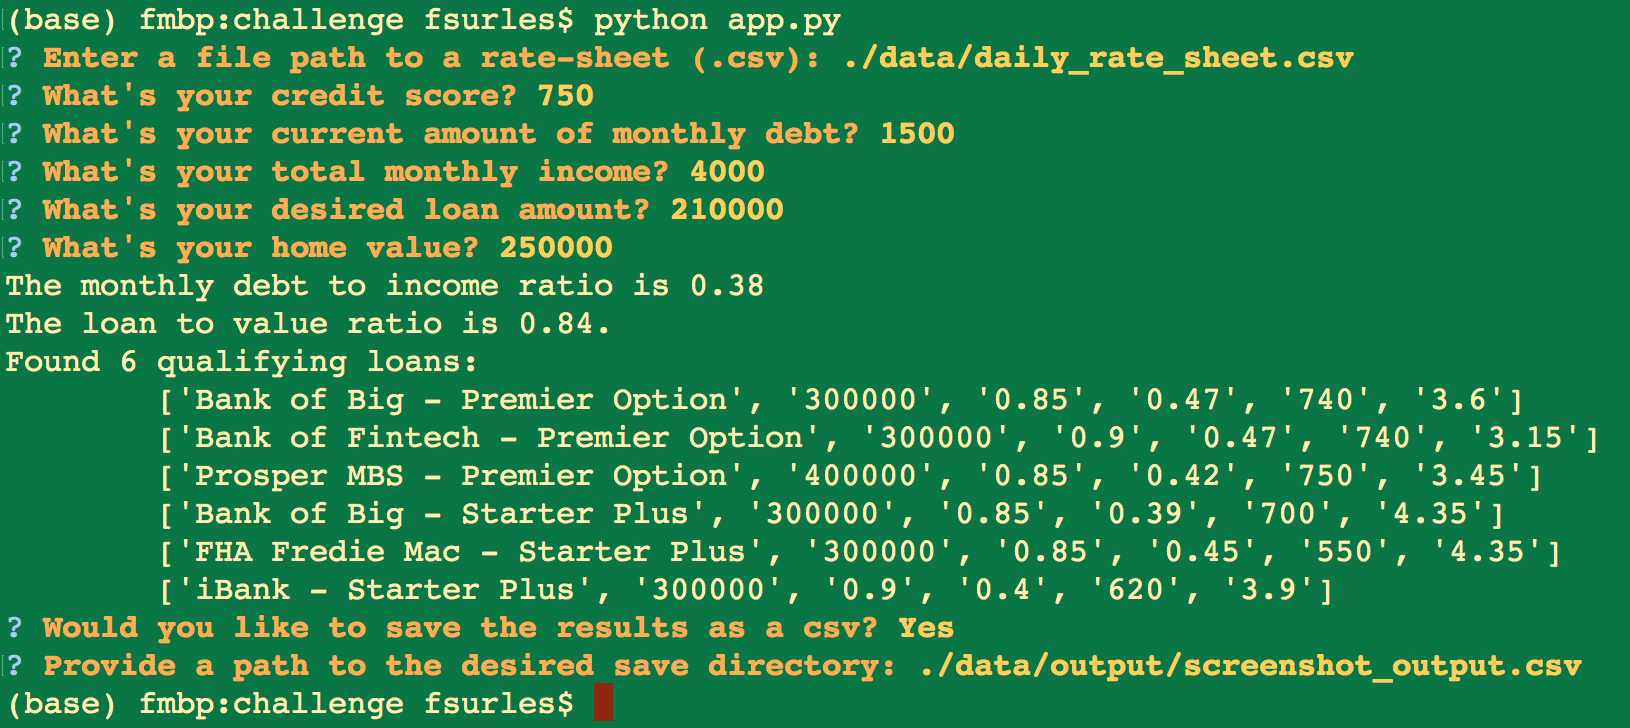 (base) fmbp:challenge fsurles$ python app.py
? Enter a file path to a rate-sheet (.csv): ./data/daily_rate_sheet.csv
? What's your credit score? 750
? What's your current amount of monthly debt? 1500
? What's your total monthly income? 4000
? What's your desired loan amount? 210000
? What's your home value? 250000
The monthly debt to income ratio is 0.38
The loan to value ratio is 0.84.
Found 6 qualifying loans:
['Bank of Big - Premier Option', '300000', '0.85', '0.47', '740', '3.6']
['Bank of Fintech - Premier Option', '300000', '0.9', '0.47', '740', '3.15']
['Prosper MBS - Premier Option', '400000', '0.85', '0.42', '750', '3.45']
['Bank of Big - Starter Plus', '300000', '0.85', '0.39', '700', '4.35']
['FHA Fredie Mac - Starter Plus', '300000', '0.85', '0.45', '550', '4.35']
['iBank - Starter Plus', '300000', '0.9', '0.4', '620', '3.9']
? Would you like to save the results as a csv? Yes
? Provide a path to the desired save directory: ./data/output/screenshot_output.csv
(base) fmbp:challenge fsurles$